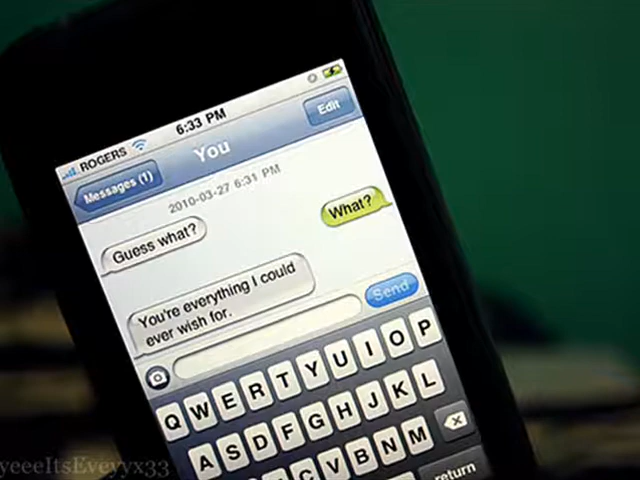 ROGERS 6:33 PM
Messages (1) You Edit
2010-03-27 6:31 PM
Guess what?
What?
You're everything I could
ever wish for.
Send
Q W E R T Y U I O P
A S D F G H J K L
C V B N M
return
yeeeItsEveyyx33